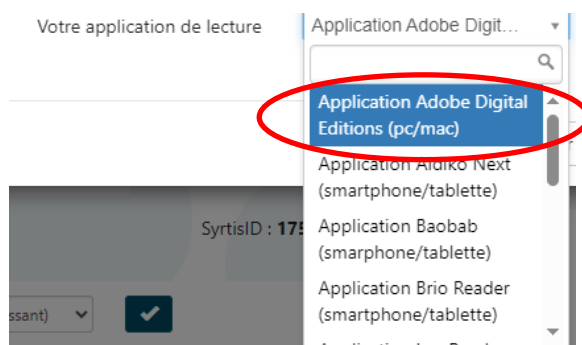 Votre application de lecture
Application Adobe Digit...
Application Adobe Digital
Editions (pc/mac)
Application Aldiko Next
(smartphone/tablette)
SyrtisID : 175
Application Baobab
(smarphone/tablette)
Application Brio Reader
(smartphone/tablette)
ssant)